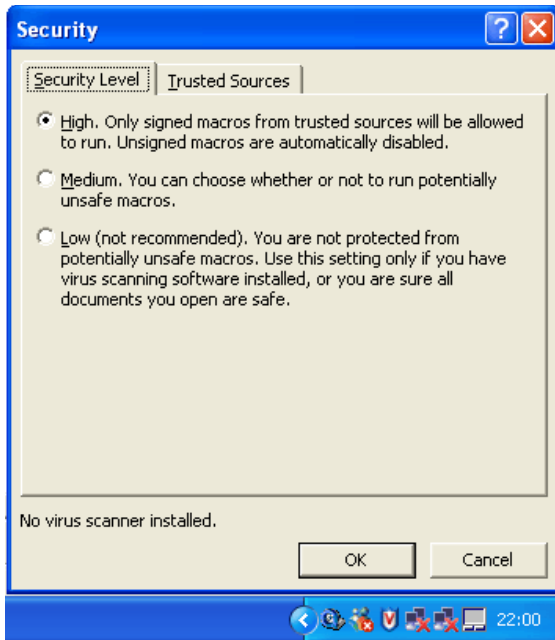 Security
Security Level
Trusted Sources
High. Only signed macros from trusted sources will be allowed
to run. Unsigned macros are automatically disabled.
Medium. You can choose whether or not to run potentially
unsafe macros.
Low (not recommended). You are not protected from
potentially unsafe macros. Use this setting only if you have
virus scanning software installed, or you are sure all
documents you open are safe.
No virus scanner installed.
OK
Cancel
22:00